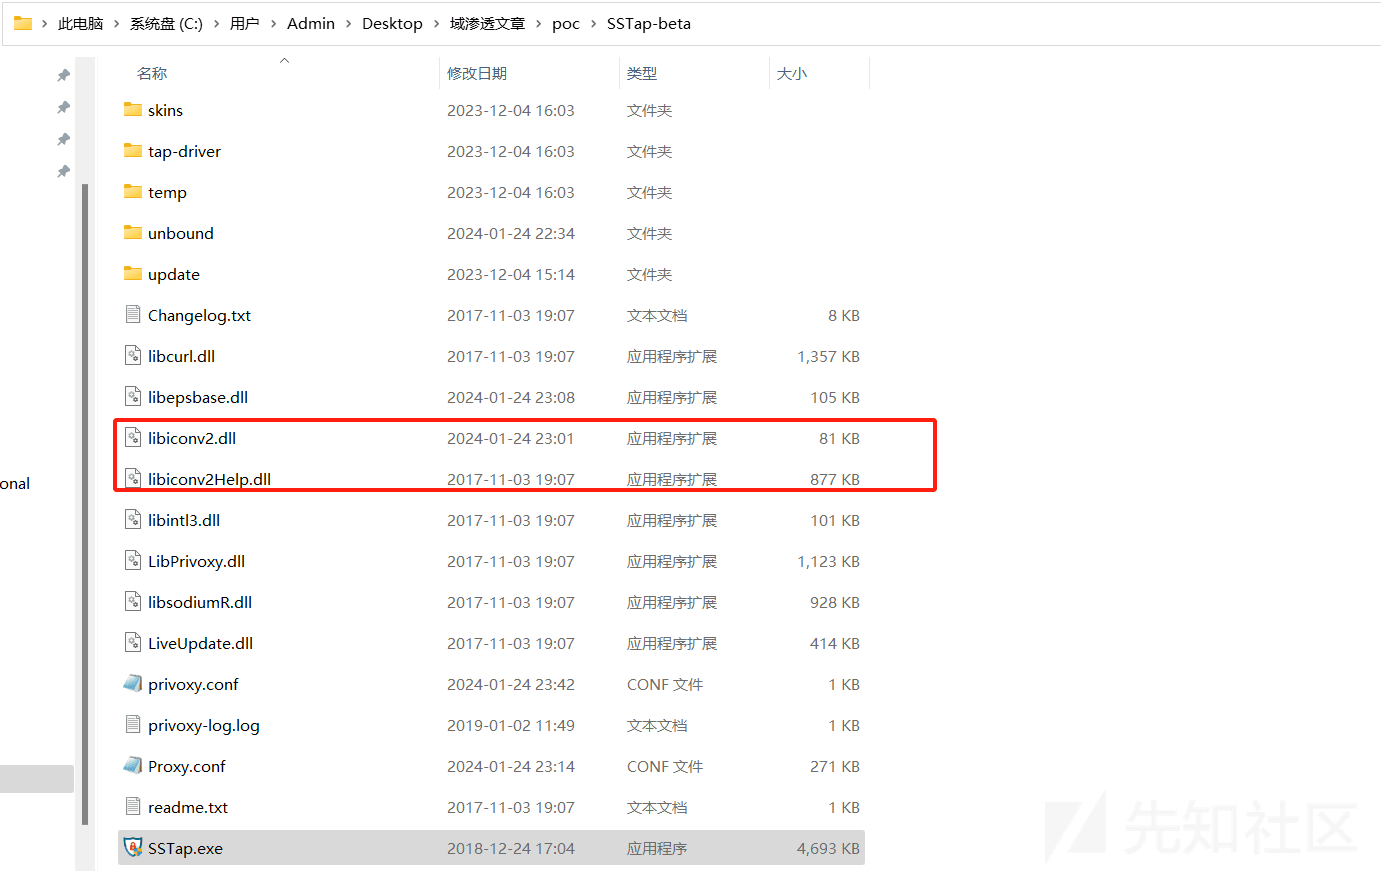 此电脑 > 系统盘 (C:) > 用户 > Admin > Desktop > 域渗透文章 > poc > SSTap-beta
名称 修改日期 类型 大小
skins 2023-12-04 16:03 文件夹
tap-driver 2023-12-04 16:03 文件夹
temp 2023-12-04 16:03 文件夹
unbound 2024-01-24 22:34 文件夹
update 2023-12-04 15:14 文件夹
Changelog.txt 2017-11-03 19:07 文本文档 8 KB
libcurl.dll 2017-11-03 19:07 应用程序扩展 1,357 KB
libepsbase.dll 2024-01-24 23:08 应用程序扩展 105 KB
libiconv2.dll 2024-01-24 23:01 应用程序扩展 81 KB
libiconv2Help.dll 2017-11-03 19:07 应用程序扩展 877 KB
onal
libintl3.dll 2017-11-03 19:07 应用程序扩展 101 KB
LibPrivoxy.dll 2017-11-03 19:07 应用程序扩展 1,123 KB
libsodiumR.dll 2017-11-03 19:07 应用程序扩展 928 KB
LiveUpdate.dll 2017-11-03 19:07 应用程序扩展 414 KB
privoxy.conf 2024-01-24 23:42 CONF 文件 1 KB
privoxy-log.log 2019-01-02 11:49 文本文档 1 KB
Proxy.conf 2024-01-24 23:14 CONF 文件 271 KB
readme.txt 2017-11-03 19:07 文本文档 1 KB
SSTap.exe 2018-12-24 17:04 应用程序 4,693 KB
先知社区